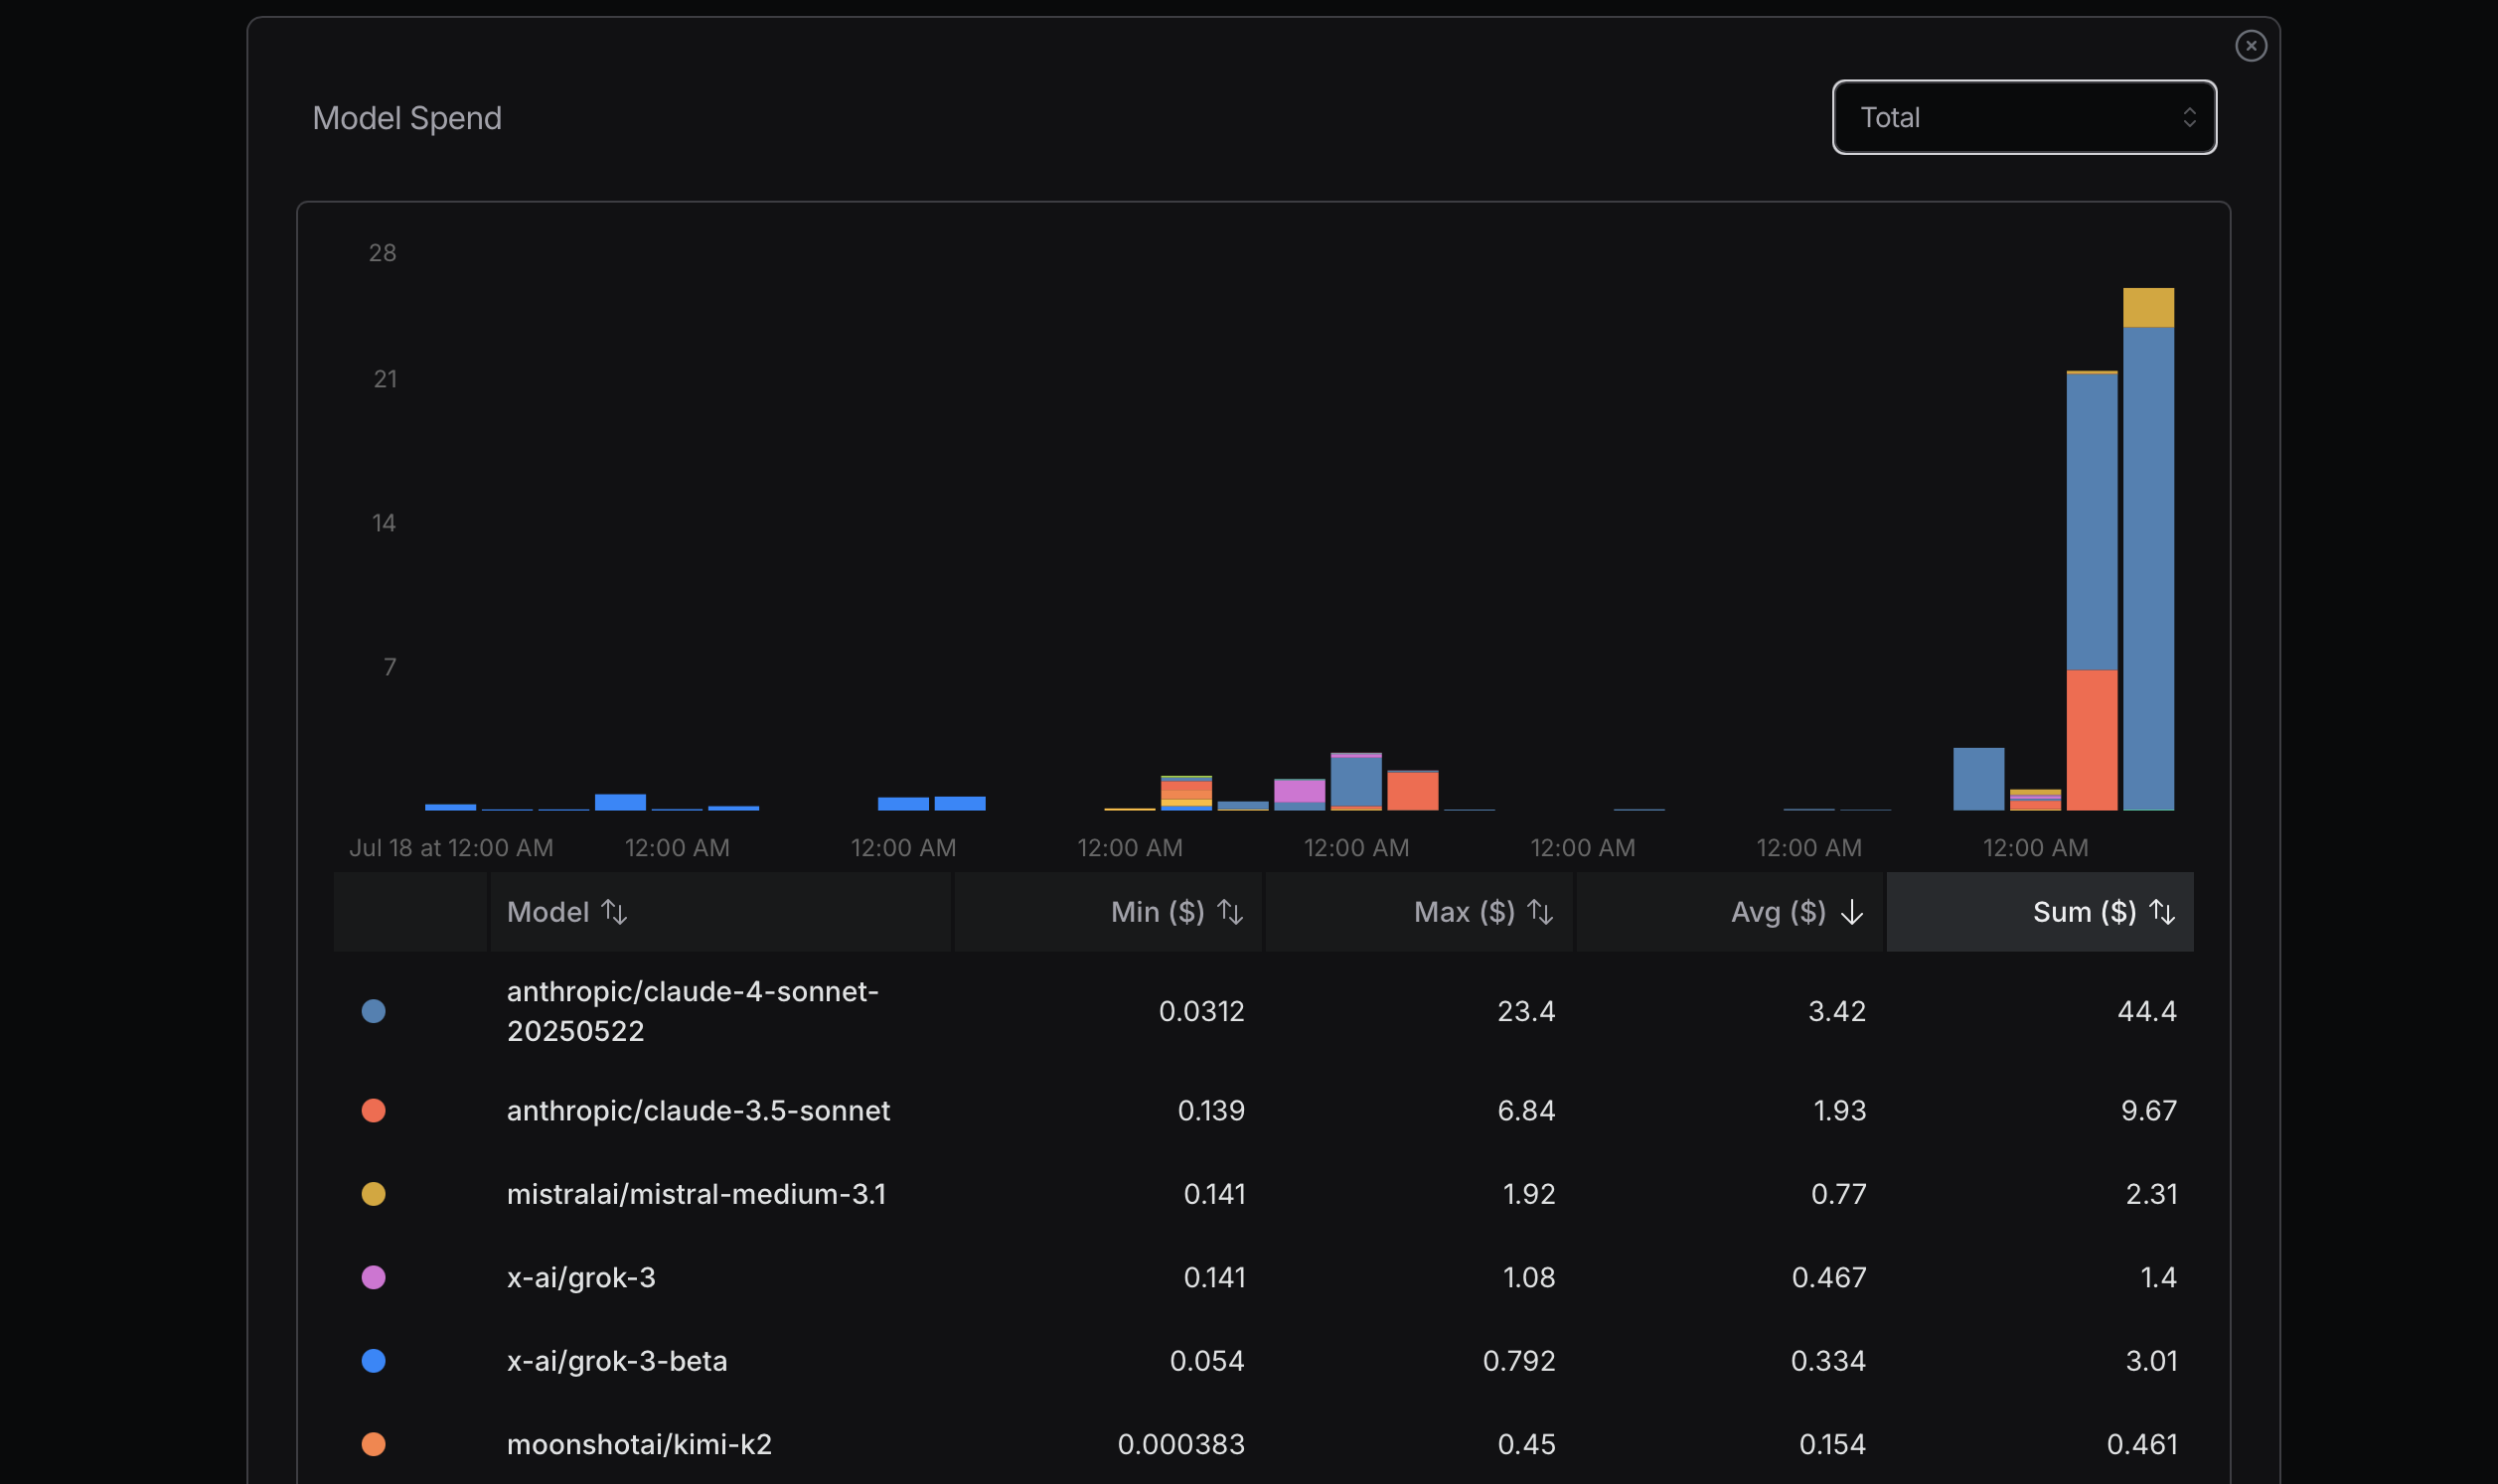 Model Spend
Total
28
21
14
7
Jul 18 at 12:00 AM 12:00 AM 12:00 AM 12:00 AM 12:00 AM 12:00 AM 12:00 AM 12:00 AM
Model Min ($) Max ($) Avg ($) Sum ($)
anthropic/claude-4-sonnet-
20250522 0.0312 23.4 3.42 44.4
anthropic/claude-3.5-sonnet 0.139 6.84 1.93 9.67
mistralai/mistral-medium-3.1 0.141 1.92 0.77 2.31
x-ai/grok-3 0.141 1.08 0.467 1.4
x-ai/grok-3-beta 0.054 0.792 0.334 3.01
moonshotai/kimi-k2 0.000383 0.45 0.154 0.461